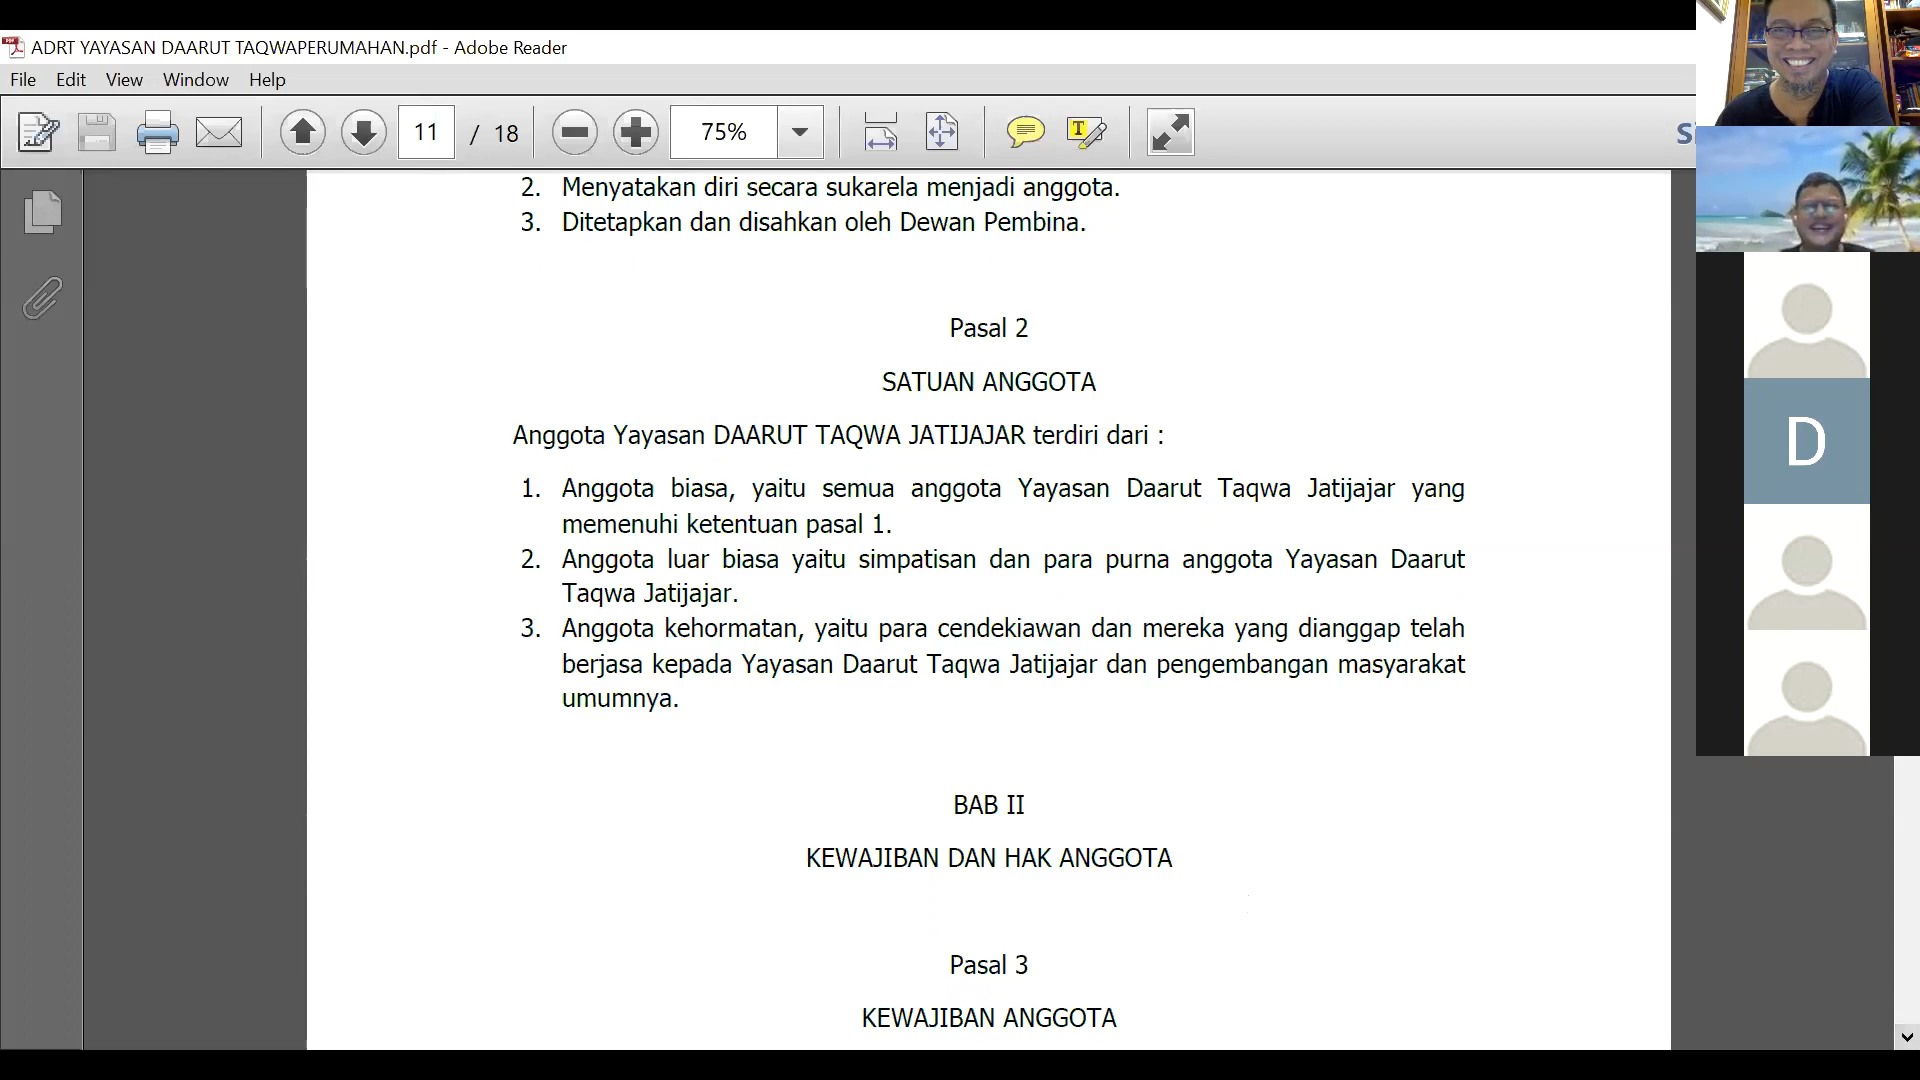 ADRT YAYASAN DAARUT TAQWAPERUMAHAN.pdf - Adobe Reader
File Edit View Window Help
11 / 18 75%
2. Menyatakan diri secara sukarela menjadi anggota.
3. Ditetapkan dan disahkan oleh Dewan Pembina.
Pasal 2
SATUAN ANGGOTA
Anggota Yayasan DAARUT TAQWA JATIJAJAR terdiri dari :
1. Anggota biasa, yaitu semua anggota Yayasan Daarut Taqwa Jatijajar yang
memenuhi ketentuan pasal 1.
2. Anggota luar biasa yaitu simpatisan dan para purna anggota Yayasan Daarut
Taqwa Jatijajar.
3. Anggota kehormatan, yaitu para cendekiawan dan mereka yang dianggap telah
berjasa kepada Yayasan Daarut Taqwa Jatijajar dan pengembangan masyarakat
umumnya.
BAB II
KEWAJIBAN DAN HAK ANGGOTA
Pasal 3
KEWAJIBAN ANGGOTA
D